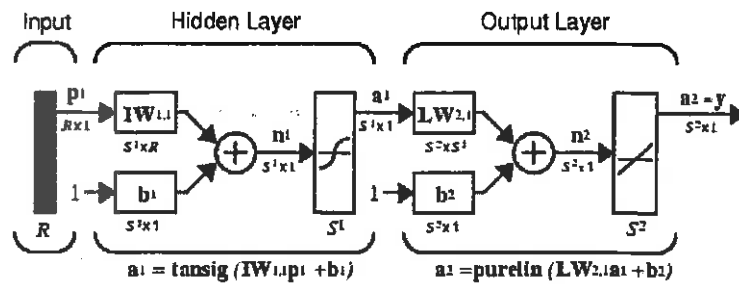 Input
Hidden Layer
Output Layer
p1
R×1
IW1,1
S1×R
1
b1
S1×1
n1
S1×1
S1
R
a1
S1×1
LW2,1
S2×S1
1
b2
S2×1
n2
S2×1
S2
a2 = y
S2×1
a1 = tansig (IW1,1p1 +b1)
a2 =purelin (LW2,1a1 +b2)